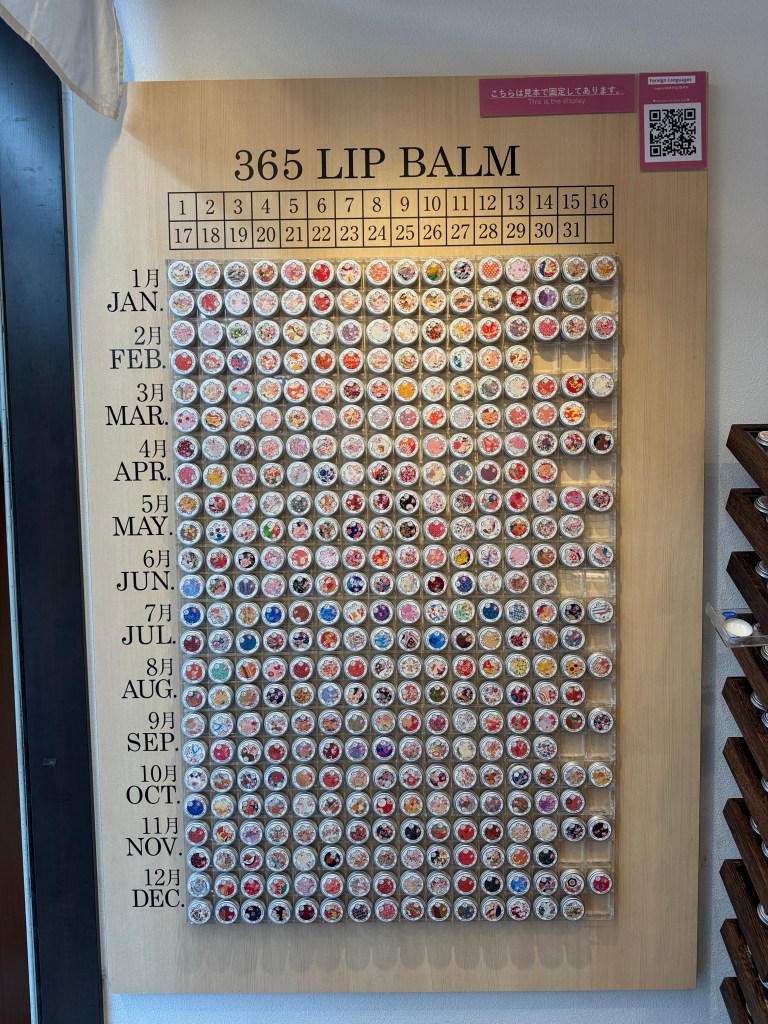 こちらは見本で固定してあります。
This is the display.
Foreign Languages
365 LIP BALM
1 2 3 4 5 6 7 8 9 10 11 12 13 14 15 16
17 18 19 20 21 22 23 24 25 26 27 28 29 30 31
1月
JAN.
2月
FEB.
3月
MAR.
4月
APR.
5月
MAY.
6月
JUN.
7月
JUL.
8月
AUG.
9月
SEP.
10月
OCT.
11月
NOV.
12月
DEC.